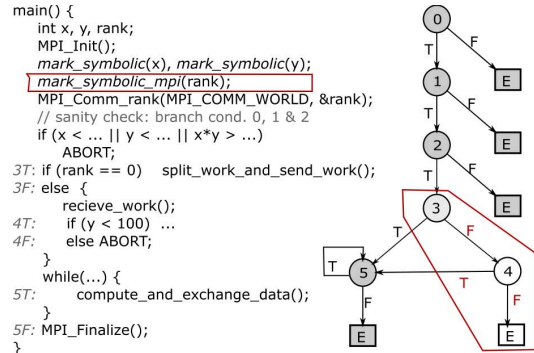 main() {
int x, y, rank;
MPI_Init();
mark_symbolic(x), mark_symbolic(y);
mark_symbolic_mpi(rank);
MPI_Comm_rank(MPI_COMM_WORLD, &rank);
// sanity check: branch cond. 0, 1 & 2
if (x < ... || y < ... || x*y > ...)
ABORT;
3T: if (rank == 0) split_work_and_send_work();
3F: else {
recieve_work();
4T: if (y < 100) ...
4F: else ABORT;
}
while(...) {
5T: compute_and_exchange_data();
}
5F: MPI_Finalize();
}
0
T
F
E
1
T
F
E
2
T
F
E
3
T
F
5
T
F
E
4
T
F
E